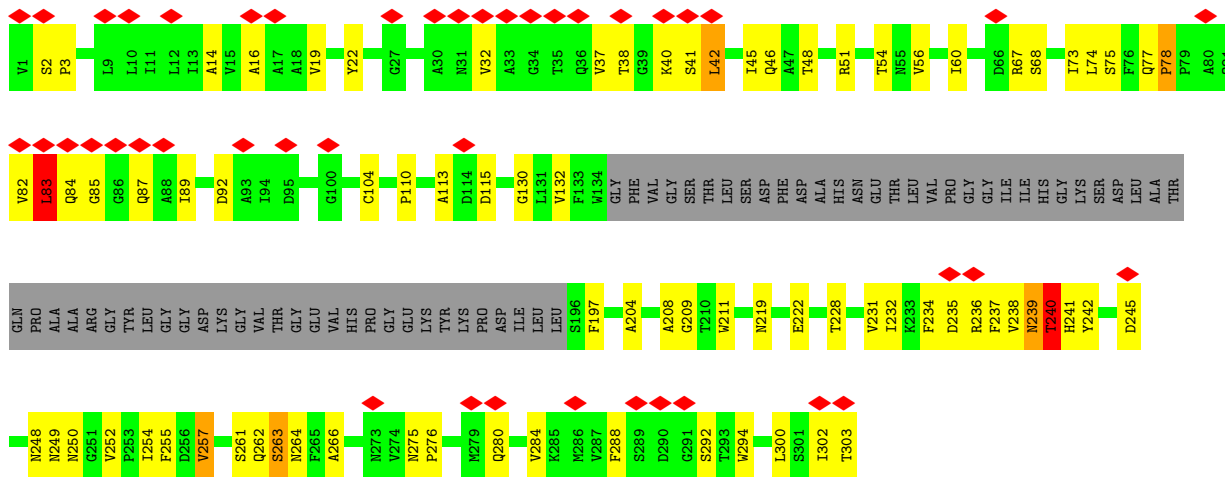 V1 S2 P3 L9 L10 I11 L12 I13 A14 V15 A16 A17 A18 V19 Y22 G27 A30 N31 V32 A33 G34 T35 Q36 V37 T38 G39 K40 S41 L42 I45 Q46 A47 T48 R51 T54 N55 V56 I60 D66 R67 S68 I73 L74 S75 F76 Q77 P78 P79 A80
V82 L83 Q84 G85 G86 Q87 A88 I89 D92 A93 I94 D95 G100 C104 P110 A113 D114 D115 G130 L131 V132 F133 W134 GLY PHE VAL GLY SER THR LEU SER ASP PHE ASP ALA HIS ASN GLU THR LEU VAL PRO GLY GLY ILE ILE HIS GLY LYS SER ASP LEU ALA THR
GLN PRO ALA ALA ARG GLY TYR LEU GLY GLY ASP LYS GLY VAL THR GLY GLU VAL HIS PRO GLY GLU LYS TYR LYS PRO ASP ILE LEU LEU S196 F197 A204 A208 G209 T210 W211 N219 E222 T228 V231 I232 K233 F234 D235 R236 F237 V238 N239 T240 H241 Y242 D245
N248 N249 N250 G251 V252 P253 I254 F255 D256 V257 S261 Q262 S263 N264 F265 A266 N273 V274 N275 P276 M279 Q280 V284 K285 M286 V287 F288 S289 D290 G291 S292 T293 W294 L300 S301 I302 T303